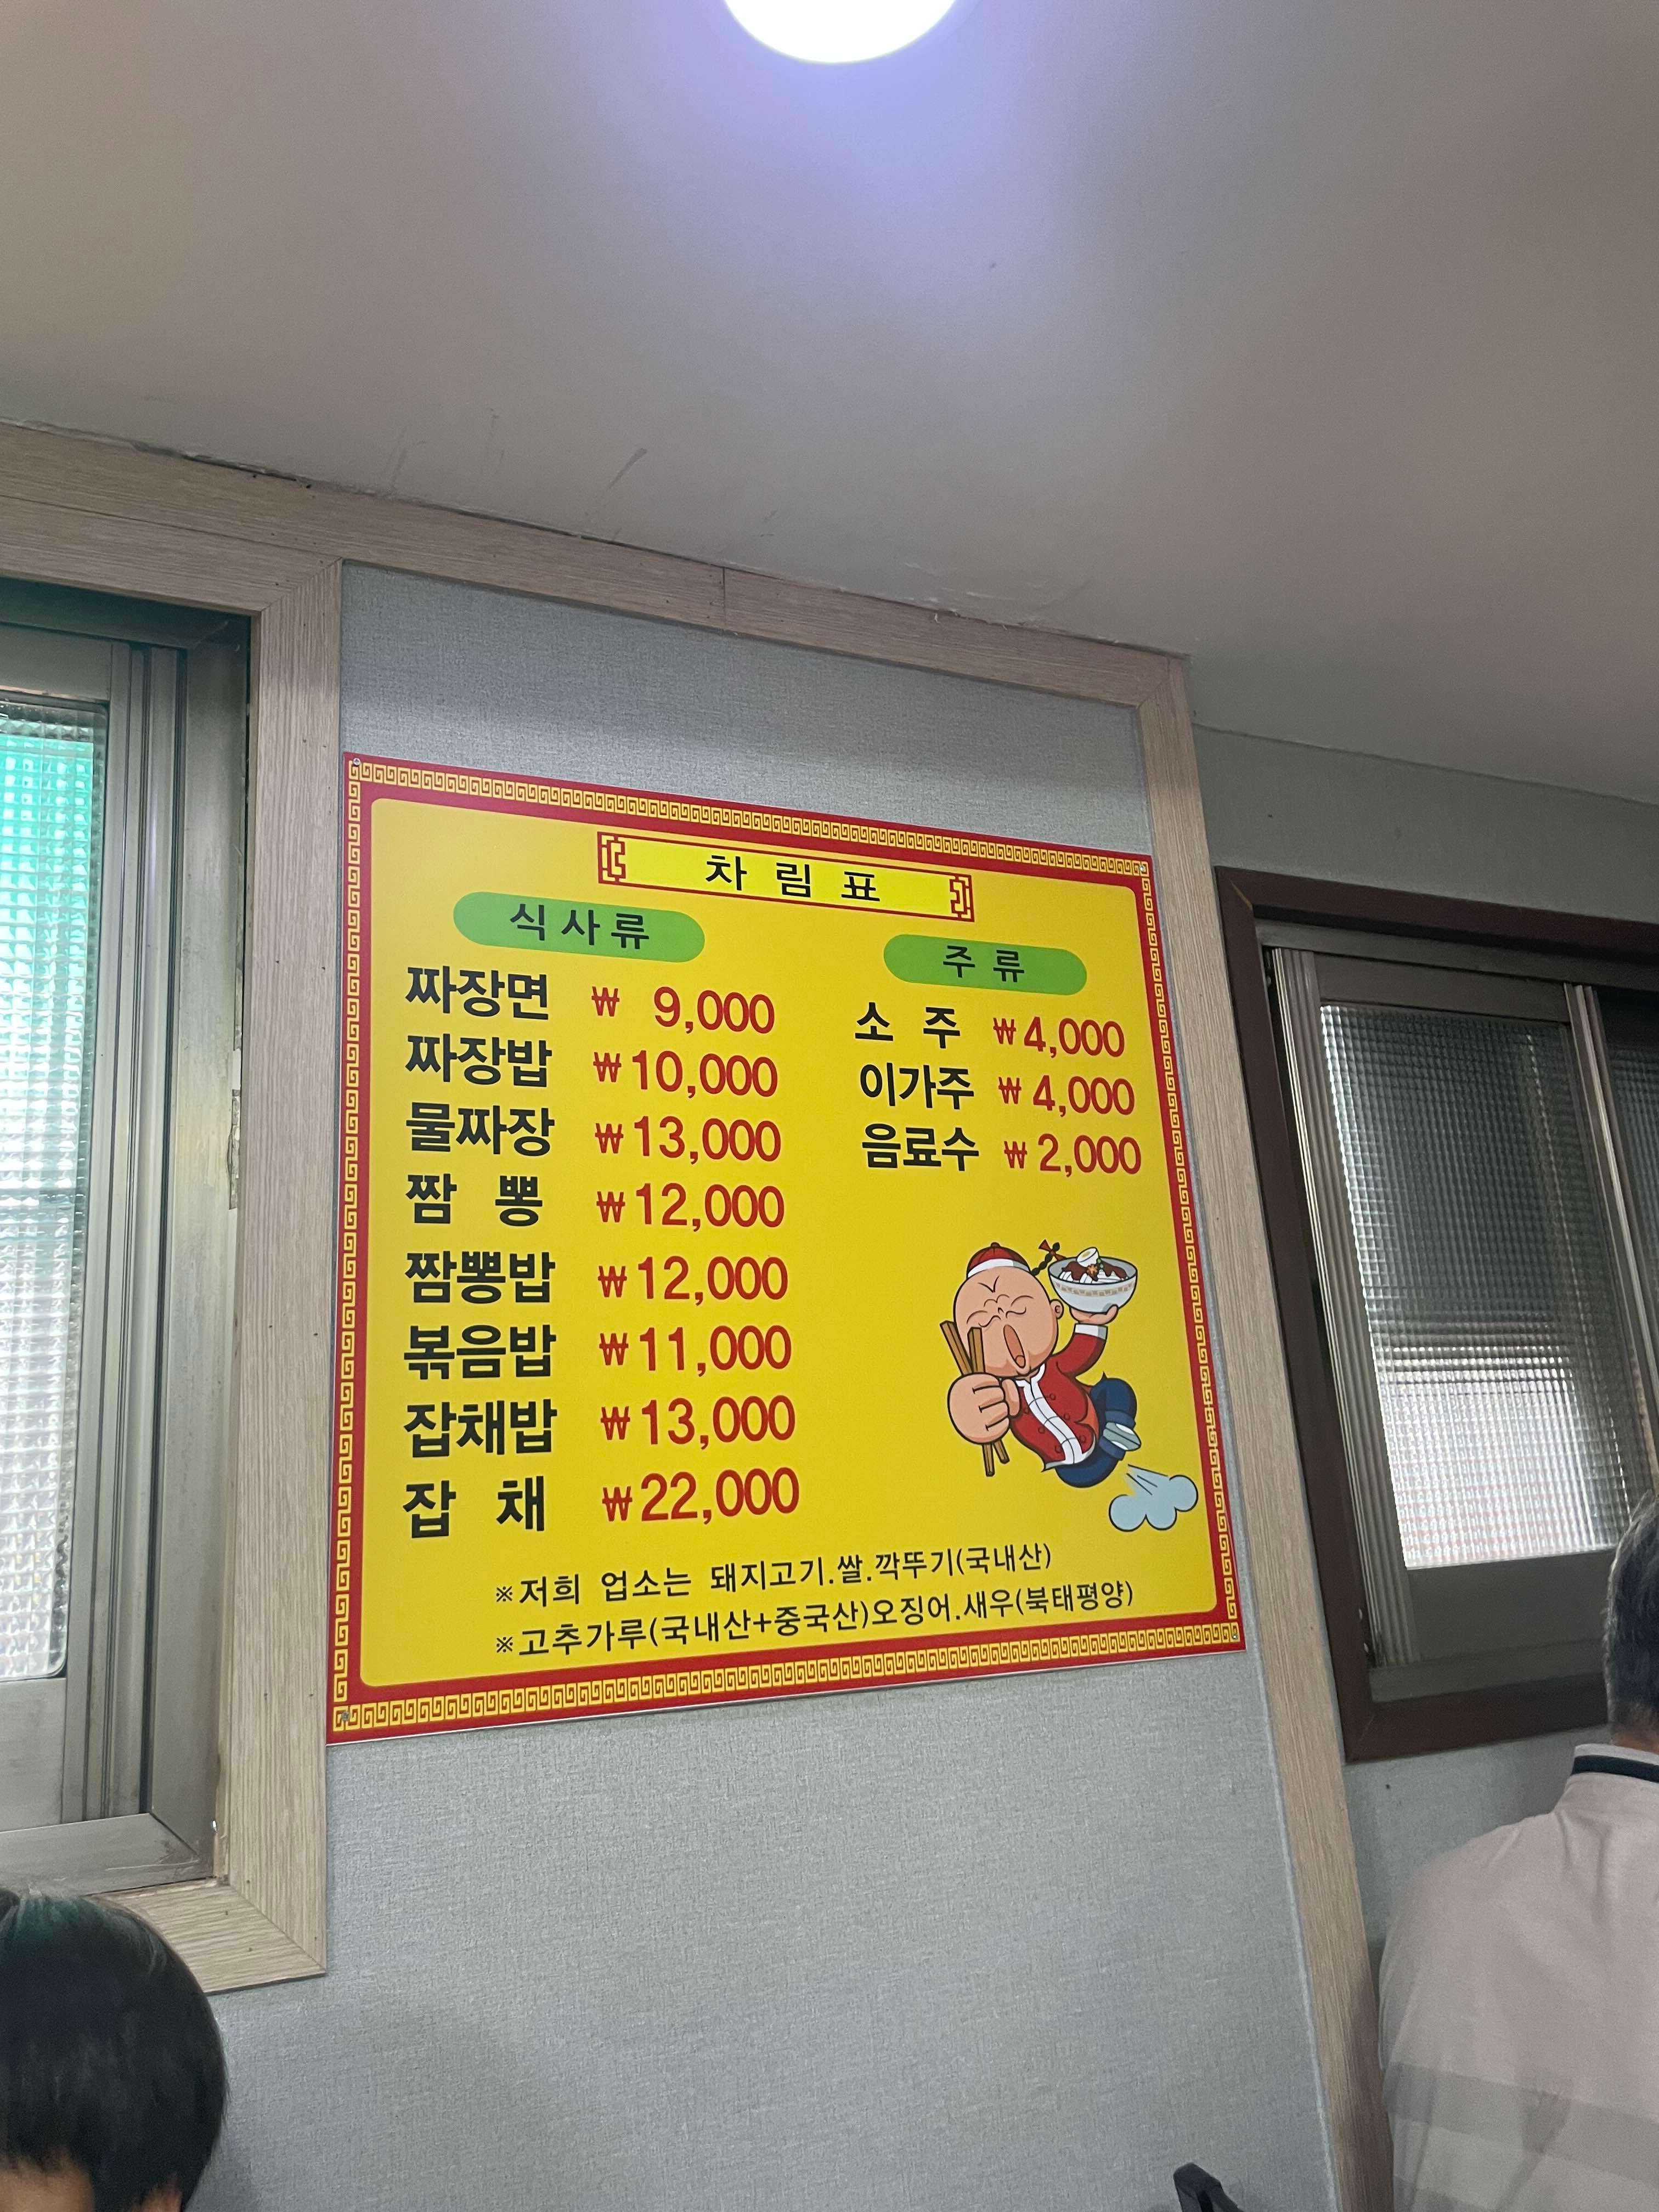 차림표
식사류
짜장면 ₩ 9,000
짜장밥 ₩10,000
물짜장 ₩13,000
짬 뽕 ₩12,000
짬뽕밥 ₩12,000
볶음밥 ₩11,000
잡채밥 ₩13,000
잡 채 ₩22,000
주류
소 주 ₩4,000
이가주 ₩4,000
음료수 ₩2,000
※저희 업소는 돼지고기.쌀.깍뚜기(국내산)
※고추가루(국내산+중국산)오징어.새우(북태평양)